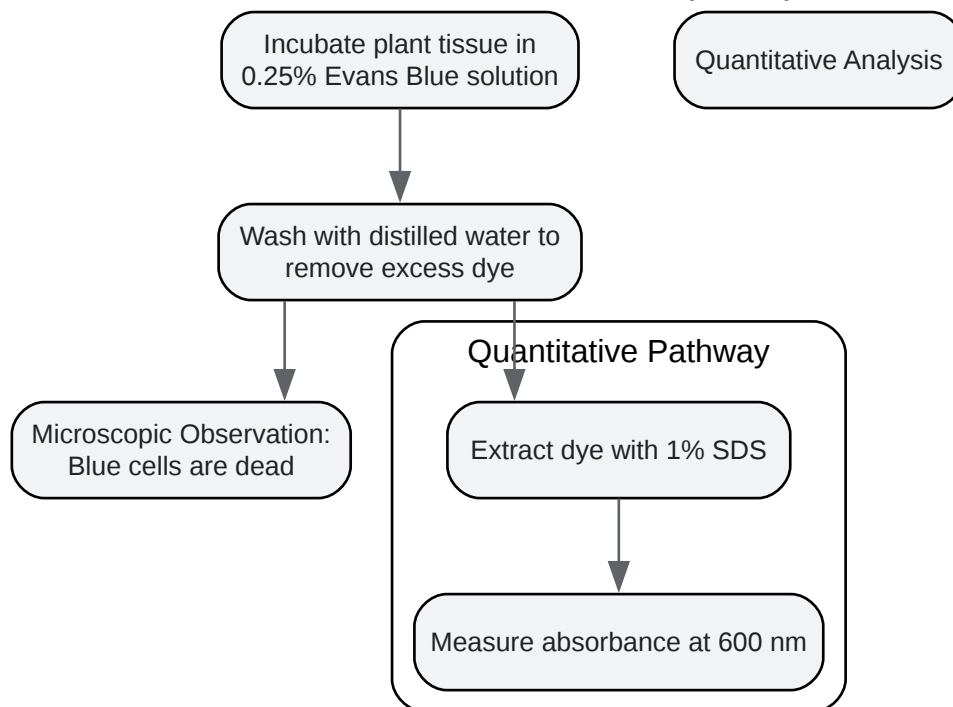 Incubate plant tissue in
0.25% Evans Blue solution
Quantitative Analysis
Wash with distilled water to
remove excess dye
Quantitative Pathway
Microscopic Observation:
Blue cells are dead
Extract dye with 1% SDS
Measure absorbance at 600 nm